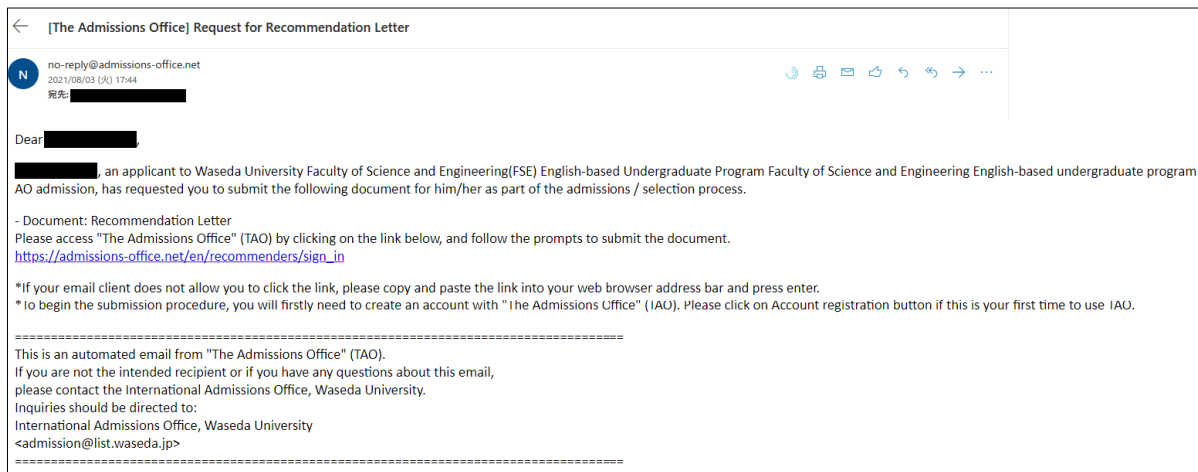 [The Admissions Office] Request for Recommendation Letter
N
no-reply@admissions-office.net
2021/08/03 (火) 17:44
宛先:
Dear ,
, an applicant to Waseda University Faculty of Science and Engineering(FSE) English-based Undergraduate Program Faculty of Science and Engineering English-based undergraduate program
AO admission, has requested you to submit the following document for him/her as part of the admissions / selection process.
- Document: Recommendation Letter
Please access "The Admissions Office" (TAO) by clicking on the link below, and follow the prompts to submit the document.
https://admissions-office.net/en/recommenders/sign_in
*If your email client does not allow you to click the link, please copy and paste the link into your web browser address bar and press enter.
*To begin the submission procedure, you will firstly need to create an account with "The Admissions Office" (TAO). Please click on Account registration button if this is your first time to use TAO.
=====================================================================================
This is an automated email from "The Admissions Office" (TAO).
If you are not the intended recipient or if you have any questions about this email,
please contact the International Admissions Office, Waseda University.
Inquiries should be directed to:
International Admissions Office, Waseda University
<admission@list.waseda.jp>
=====================================================================================